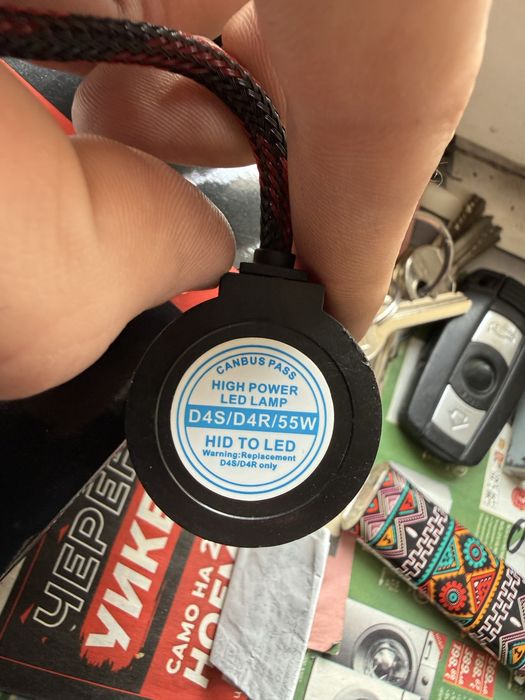 CANBUS PASS
HIGH POWER
LED LAMP
D4S/D4R/55W
HID TO LED
Warning:Replacement
D4S/D4R only
ЧЕРЕ
УИКЕ
САМО НА 2
НОЕМ